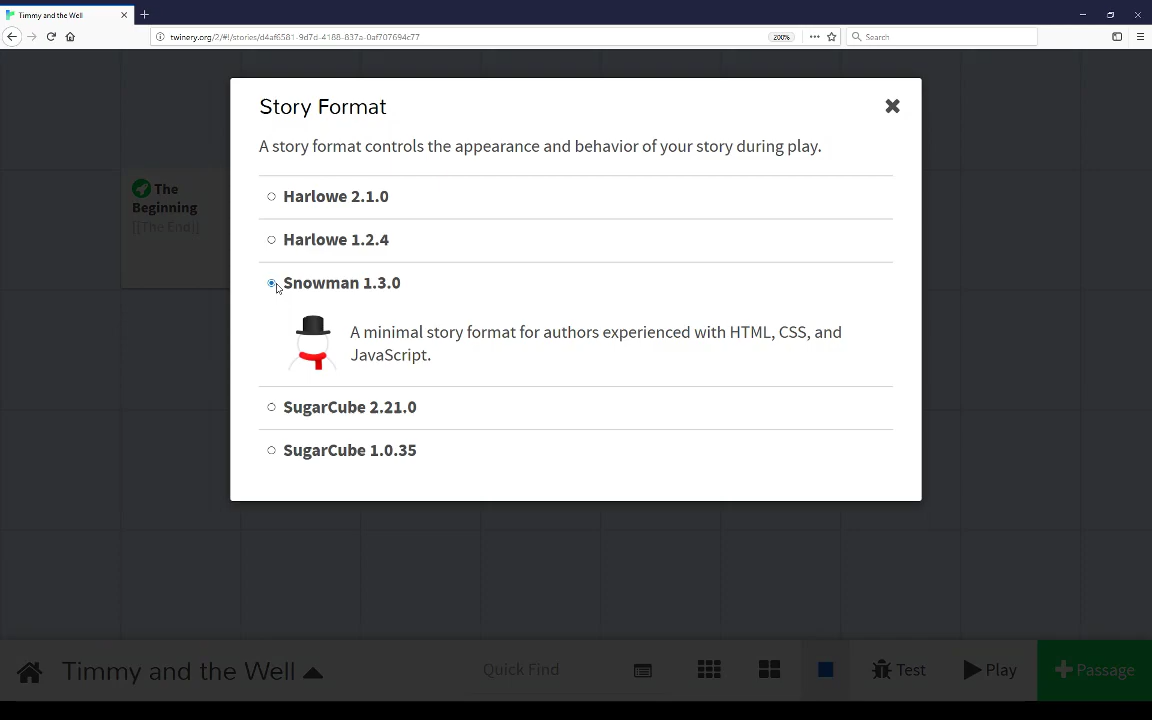 Timmy and the Well
twinery.org/2/#!/stories/d4af6581-9d7d-4188-837a-0af707694c77
200%
Search
Story Format
A story format controls the appearance and behavior of your story during play.
Harlowe 2.1.0
The
Beginning
[[The End)]
Harlowe 1.2.4
Snowman 1.3.0
A minimal story format for authors experienced with HTML, CSS, and
JavaScript.
SugarCube 2.21.0
SugarCube 1.0.35
Timmy and the Well
Quick Find
Test
Play
Passage